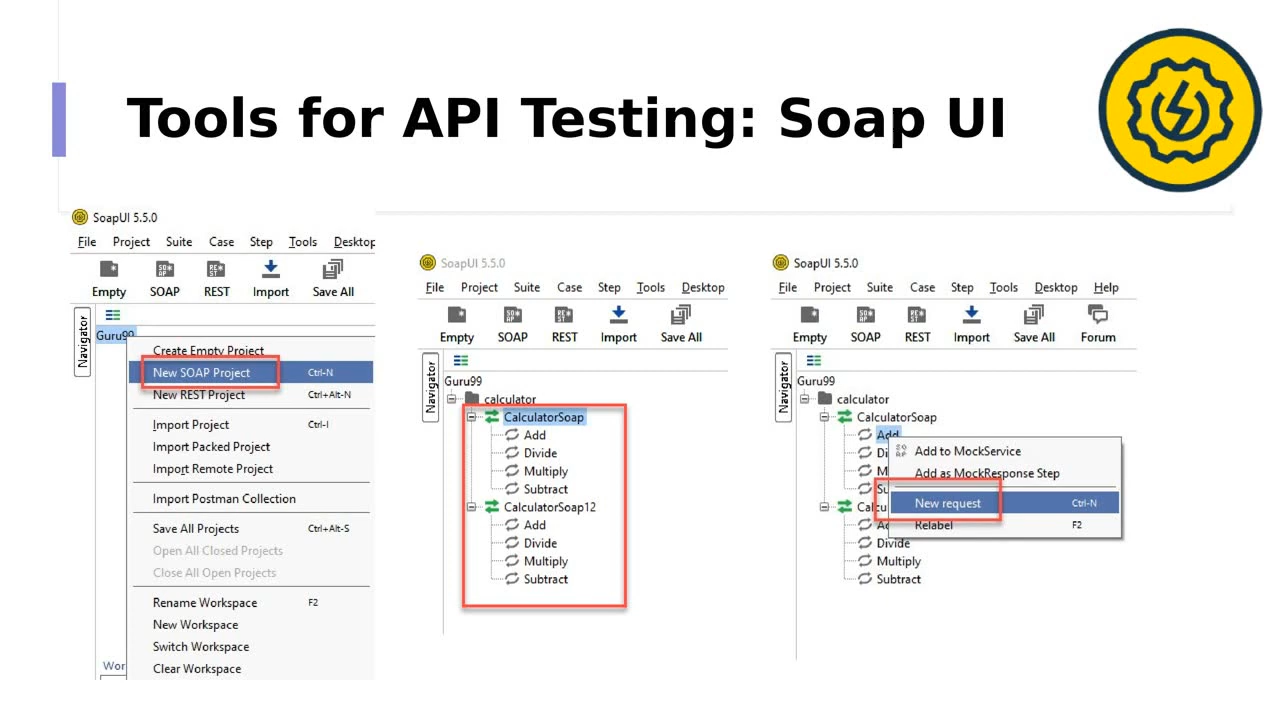 Tools for API Testing: Soap UI
SoapUI 5.5.0
File Project Suite Case Step Tools Desktop
Empty SOAP REST Import Save All
Navigator
Guru99
Create Empty Project
New SOAP Project Ctrl-N
New REST Project Ctrl+Alt-N
Import Project Ctrl-I
Import Packed Project
Import Remote Project
Import Postman Collection
Save All Projects Ctrl+Alt-S
Open All Closed Projects
Close All Open Projects
Rename Workspace F2
New Workspace
Switch Workspace
Clear Workspace
Wor
SoapUI 5.5.0
File Project Suite Case Step Tools Desktop
Empty SOAP REST Import Save All
Navigator
Guru99
calculator
CalculatorSoap
Add
Divide
Multiply
Subtract
CalculatorSoap12
Add
Divide
Multiply
Subtract
SoapUI 5.5.0
File Project Suite Case Step Tools Desktop Help
Empty SOAP REST Import Save All Forum
Navigator
Guru99
calculator
CalculatorSoap
Add
Di
M
Su
Calcu
Ad
Divide
Multiply
Subtract
Add to MockService
Add as MockResponse Step
New request Ctrl-N
Relabel F2